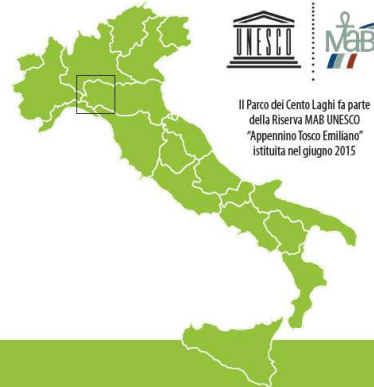 UNESCO
MaB
Il Parco dei Cento Laghi fa parte
della Riserva MAB UNESCO
“Appennino Tosco Emiliano”
istituita nel giugno 2015